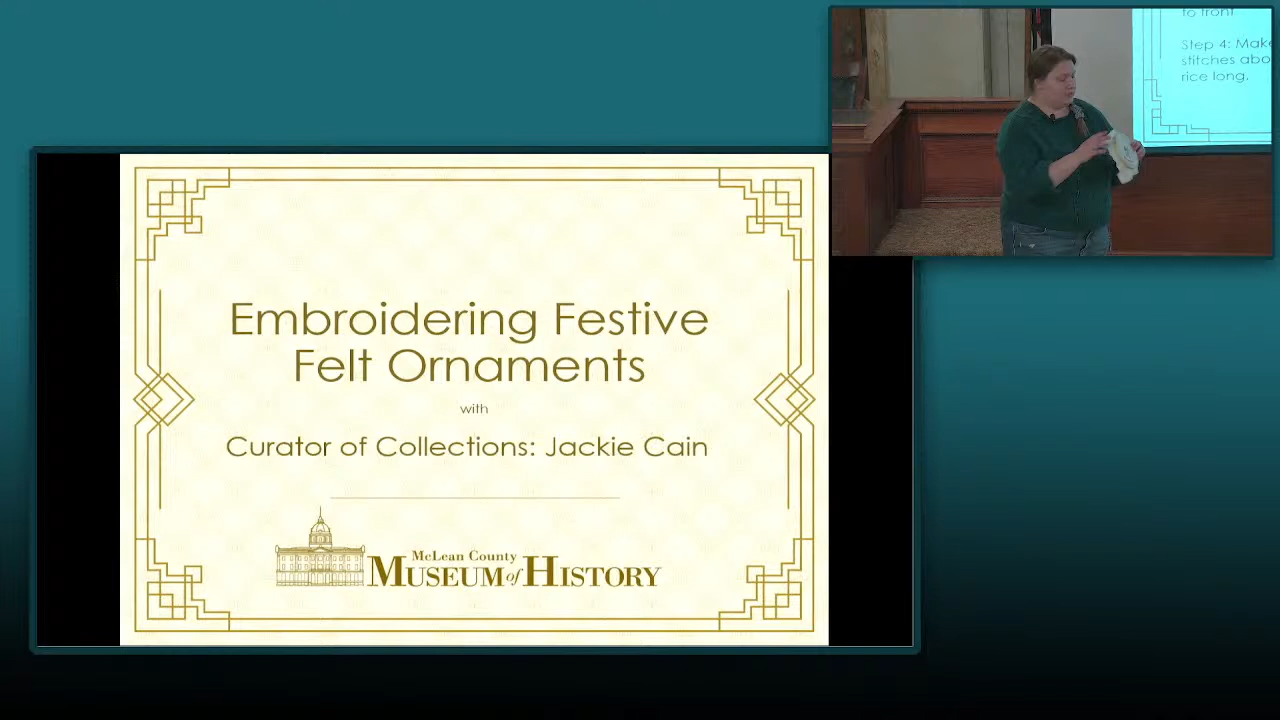 Embroidering Festive
Felt Ornaments
with
Curator of Collections: Jackie Cain
McLean County
MUSEUM of HISTORY
to front
Step 4: Make
stitches abo
rice long.